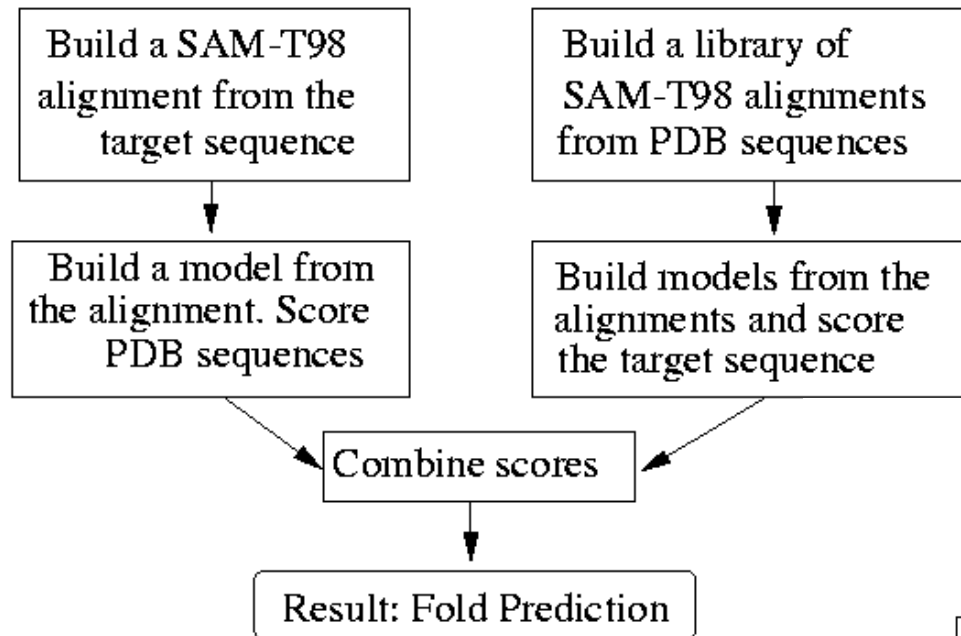 Build a SAM-T98
alignment from the
target sequence
Build a library of
SAM-T98 alignments
from PDB sequences
Build a model from
the alignment. Score
PDB sequences
Build models from the
alignments and score
the target sequence
Combine scores
Result: Fold Prediction